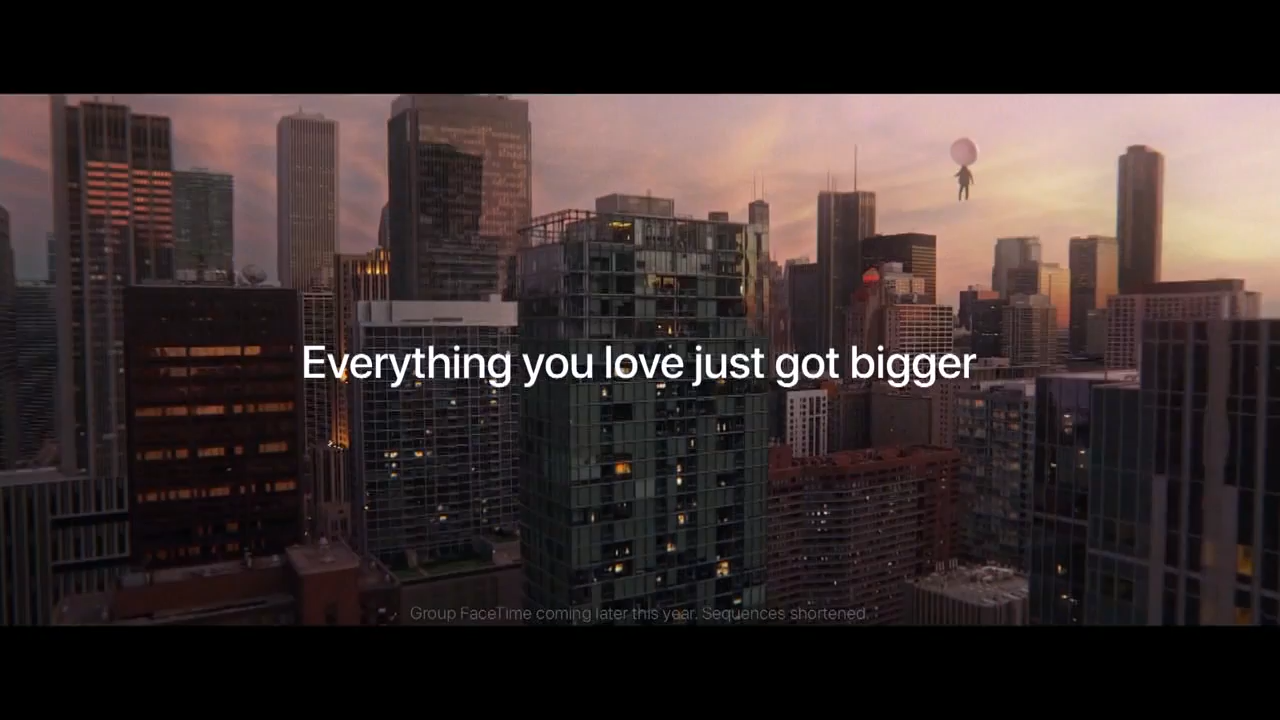 Everything you love just got bigger
Group FaceTime coming later this year. Sequences shortened.